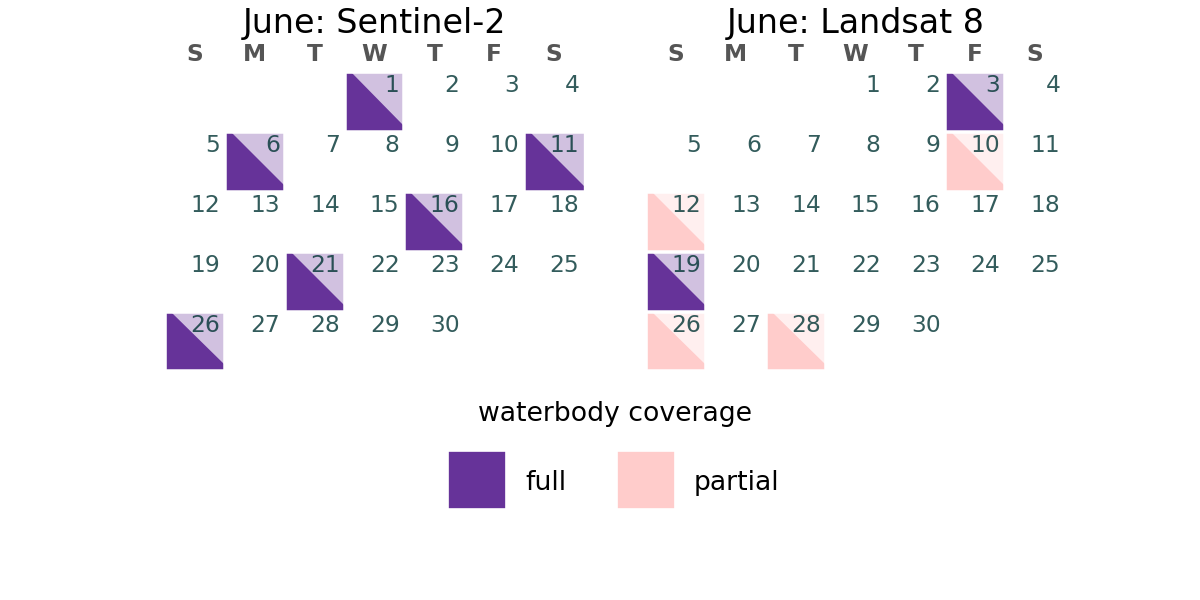 June: Sentinel-2
S M T W T F S
1 2 3 4
5 6 7 8 9 10 11
12 13 14 15 16 17 18
19 20 21 22 23 24 25
26 27 28 29 30
June: Landsat 8
S M T W T F S
1 2 3 4
5 6 7 8 9 10 11
12 13 14 15 16 17 18
19 20 21 22 23 24 25
26 27 28 29 30
waterbody coverage
full partial